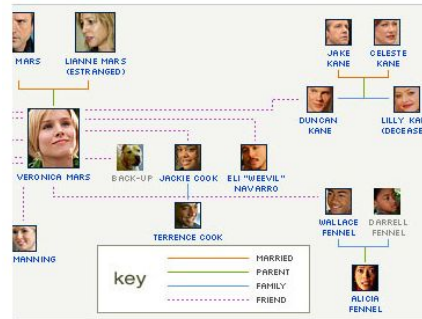 MARS
LIANNE MARS
(ESTRANGED)
JAKE
KANE
CELESTE
KANE
DUNCAN
KANE
LILLY KA
(DECEASE
VERONICA MARS
BACK-UP
JACKIE COOK
ELI "WEEVIL"
NAVARRO
MANNING
TERRENCE COOK
WALLACE
FENNEL
DARRELL
FENNEL
ALICIA
FENNEL
key
MARRIED
PARENT
FAMILY
FRIEND